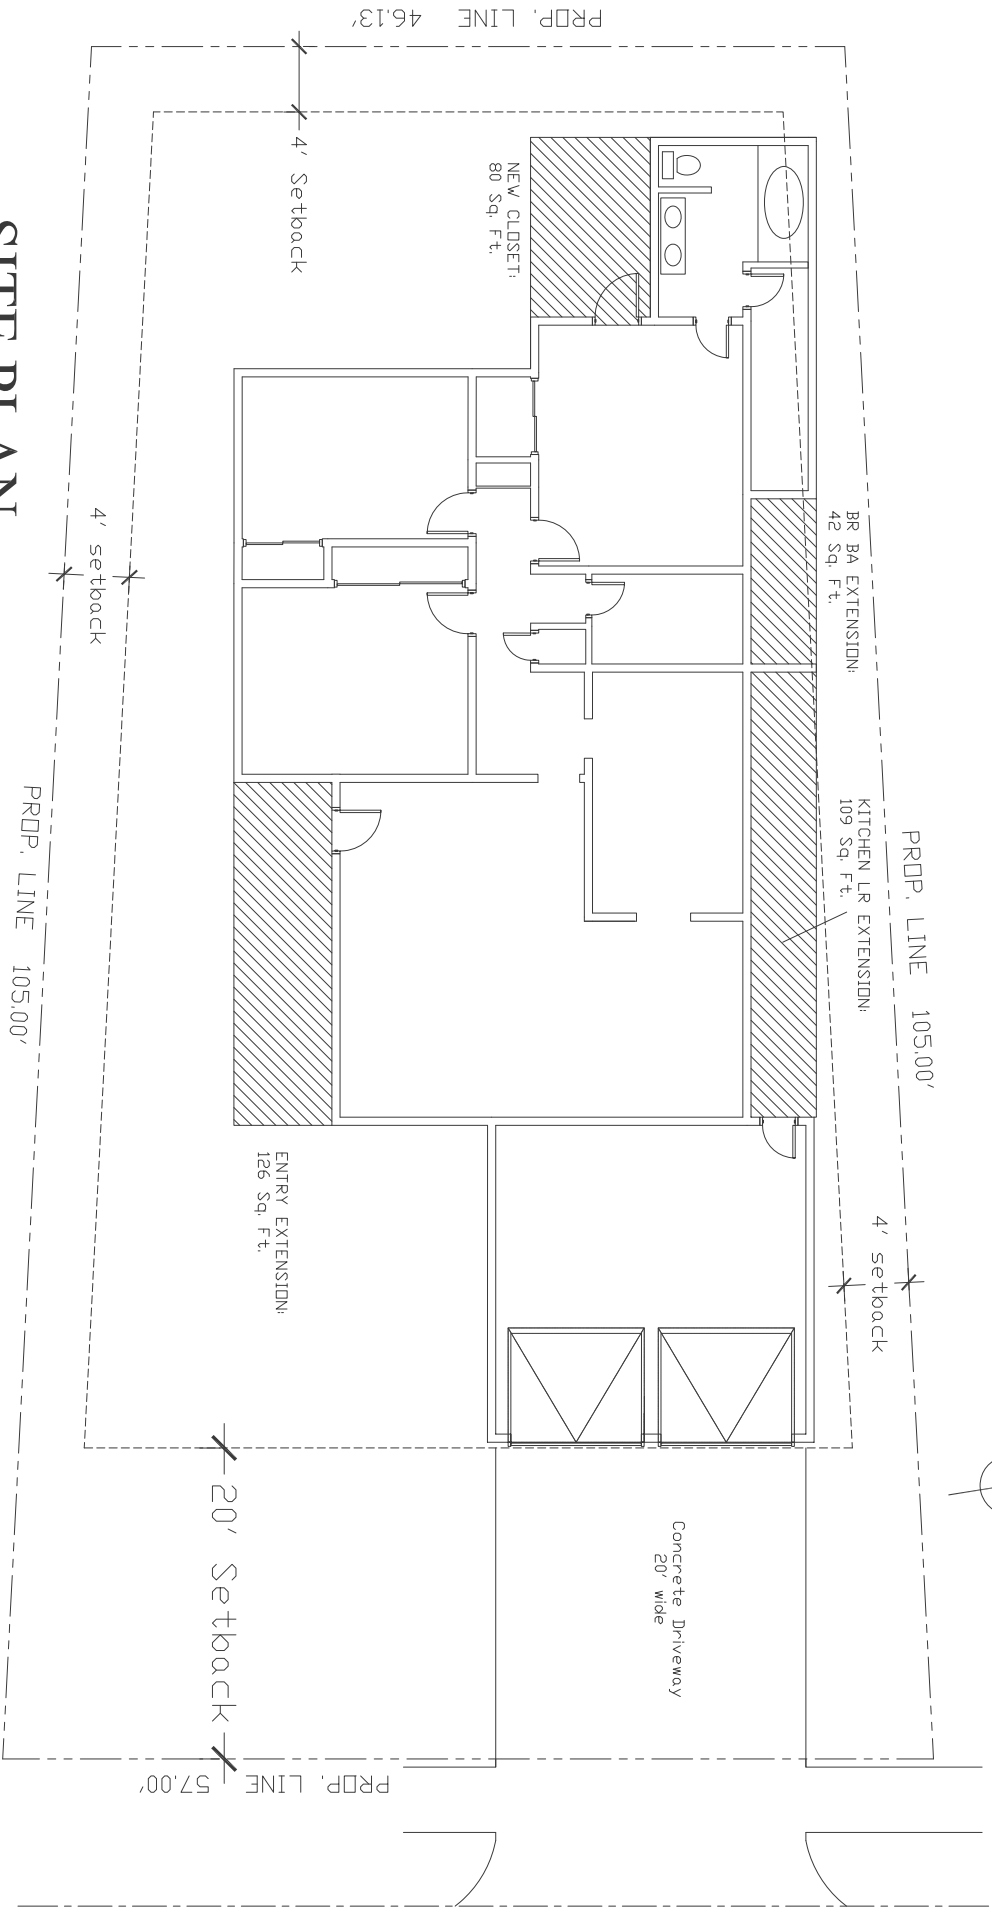 PROP. LINE 46.13'
4' Setback
NEW CLOSET:
80 Sq. Ft.
BR BA EXTENSION:
42 Sq. Ft.
4' setback
KITCHEN LR EXTENSION:
109 Sq. Ft.
PROP. LINE 105.00'
PROP. LINE 105.00'
ENTRY EXTENSION:
126 Sq. Ft.
4' setback
20' Setback
Concrete Driveway
20' wide
PROP. LINE 57.00'
SITE PLAN